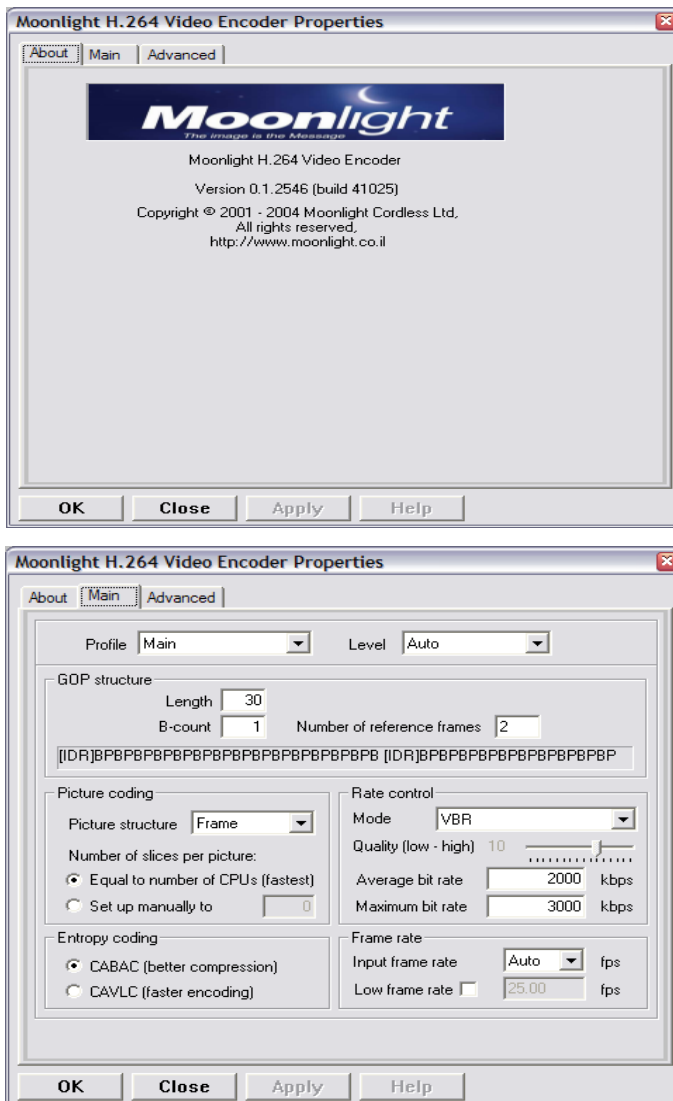 Moonlight H.264 Video Encoder Properties
About Main Advanced
Moonlight
The image is the Message
Moonlight H.264 Video Encoder
Version 0.1.2546 (build 41025)
Copyright © 2001 - 2004 Moonlight Cordless Ltd,
All rights reserved,
http://www.moonlight.co.il
OK Close Apply Help
Moonlight H.264 Video Encoder Properties
About Main Advanced
Profile Main Level Auto
GOP structure
Length 30
B-count 1 Number of reference frames 2
[IDR]BPBPBPBPBPBPBPBPBPBPBPBPBPBPB [IDR]BPBPBPBPBPBPBPBPBPBP
Picture coding
Picture structure Frame
Number of slices per picture:
Equal to number of CPUs (fastest)
Set up manually to 0
Rate control
Mode VBR
Quality (low - high) 10
Average bit rate 2000 kbps
Maximum bit rate 3000 kbps
Entropy coding
CABAC (better compression)
CAVLC (faster encoding)
Frame rate
Input frame rate Auto fps
Low frame rate 25.00 fps
OK Close Apply Help